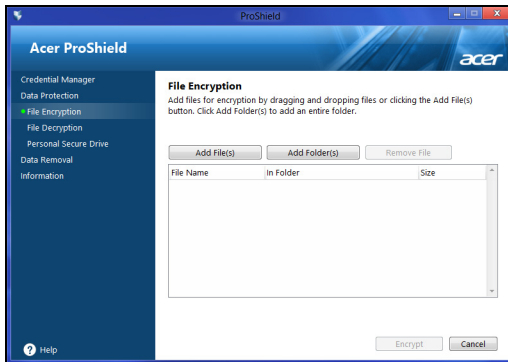 ProShield
Acer ProShield
acer
Credential Manager
Data Protection
File Encryption
File Decryption
Personal Secure Drive
Data Removal
Information
Help
File Encryption
Add files for encryption by dragging and dropping files or clicking the Add File(s)
button. Click Add Folder(s) to add an entire folder.
Add File(s) Add Folder(s) Remove File
File Name In Folder Size
Encrypt Cancel